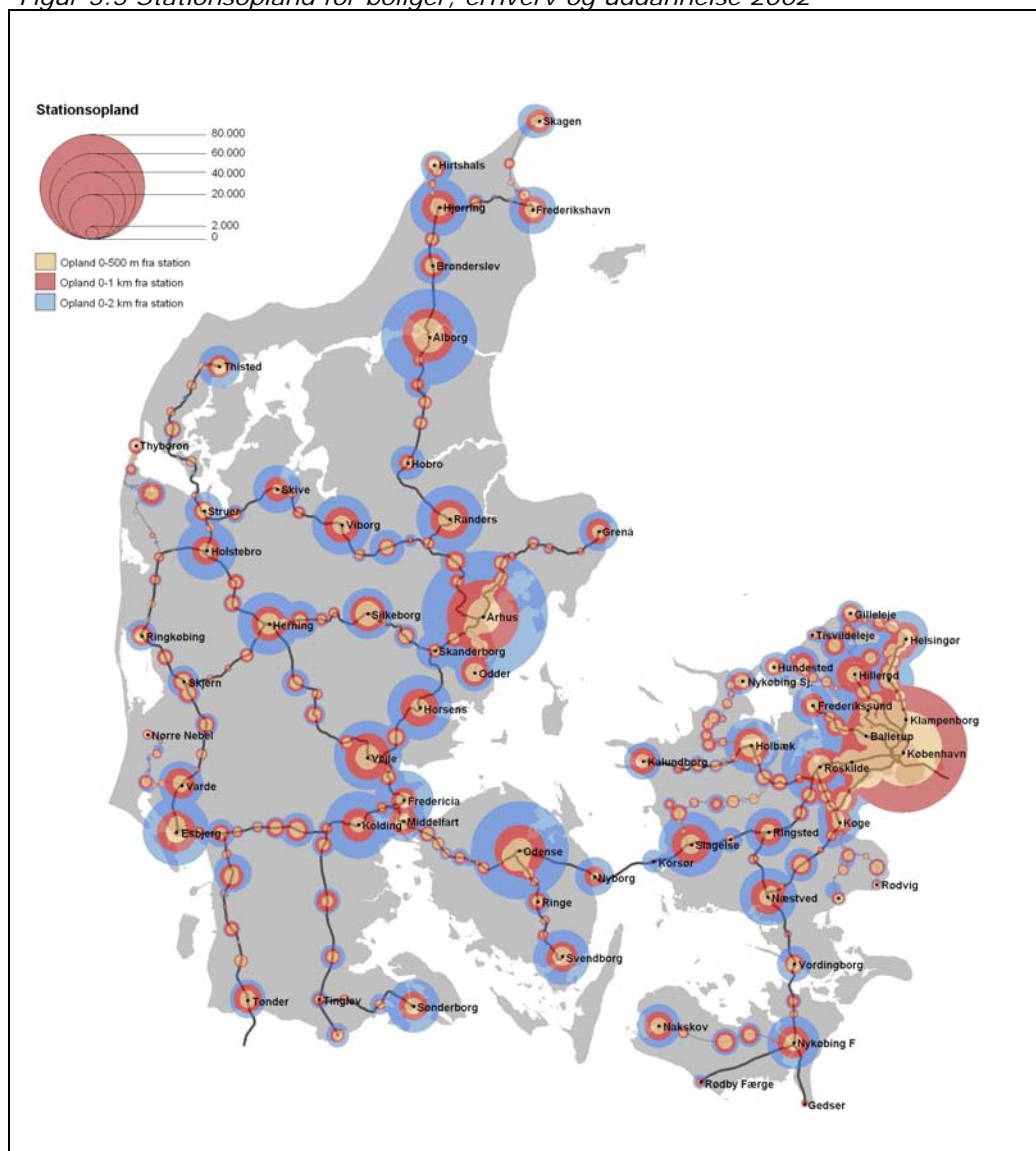 Figur 3.3 Stationsopland for boliger, erhverv og uddannelse 2002
Stationsopland
80.000
60.000
40.000
20.000
2.000
0
Opland 0-500 m fra station
Opland 0-1 km fra station
Opland 0-2 km fra station
Skagen
Hirtshals
Hjørring
Frederikshavn
Brønderslev
Alborg
Thisted
Thyborøn
Hobro
Skive
Struer
Viborg
Randers
Grenå
Holstebro
Silkeborg
Arhus
Herning
Ringkøbing
Skanderborg
Odder
Skjern
Horsens
Nørre Nebel
Vejle
Varde
Fredericia
Esbjerg
Kolding
Middelfart
Odense
Nyborg
Ringe
Svendborg
Tønder
Tinglev
Sønderborg
Gilleleje
Tisvildeleje
Helsingør
Hundested
Hillerød
Nykøbing Sj.
Frederikssund
Klampenborg
Ballerup
Holbæk
København
Kalundborg
Roskilde
Køge
Ringsted
Slagelse
Korsør
Rødvig
Næstved
Vordingborg
Nakskov
Nykøbing F
Rødby Færge
Gedser